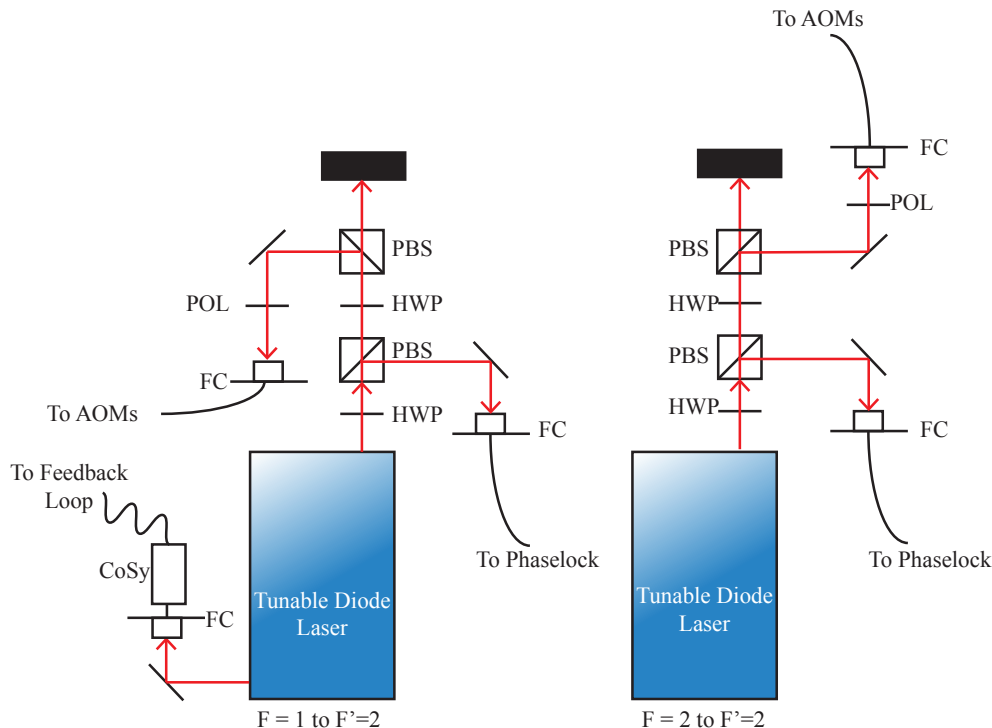 To AOMs
FC
POL
PBS
PBS
POL
HWP
HWP
PBS
PBS
FC
To AOMs
HWP
HWP
FC
FC
To Feedback
Loop
To Phaselock
To Phaselock
CoSy
Tunable Diode
Laser
Tunable Diode
Laser
FC
F = 1 to F’=2
F = 2 to F’=2